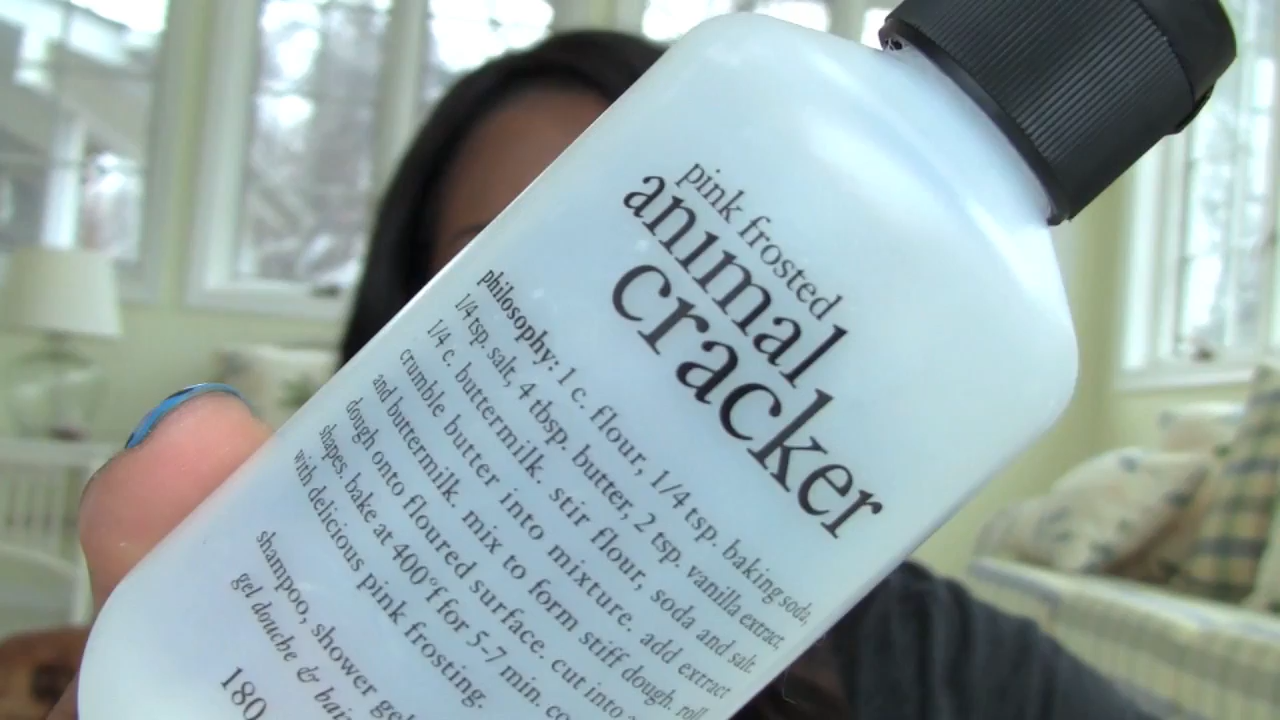 pink frosted
animal
cracker
philosophy: 1 c. flour, 1/4 tsp. baking soda,
1/4 tsp. salt, 4 tbsp. butter, 2 tsp. vanilla extract,
1/4 c. buttermilk. stir flour, soda and salt.
crumble butter into mixture. add extract
and buttermilk. mix to form stiff dough. roll
dough onto floured surface. cut into
shapes. bake at 400°f for 5-7 min.
with delicious pink frosting.
shampoo, shower gel
gel douche &
180